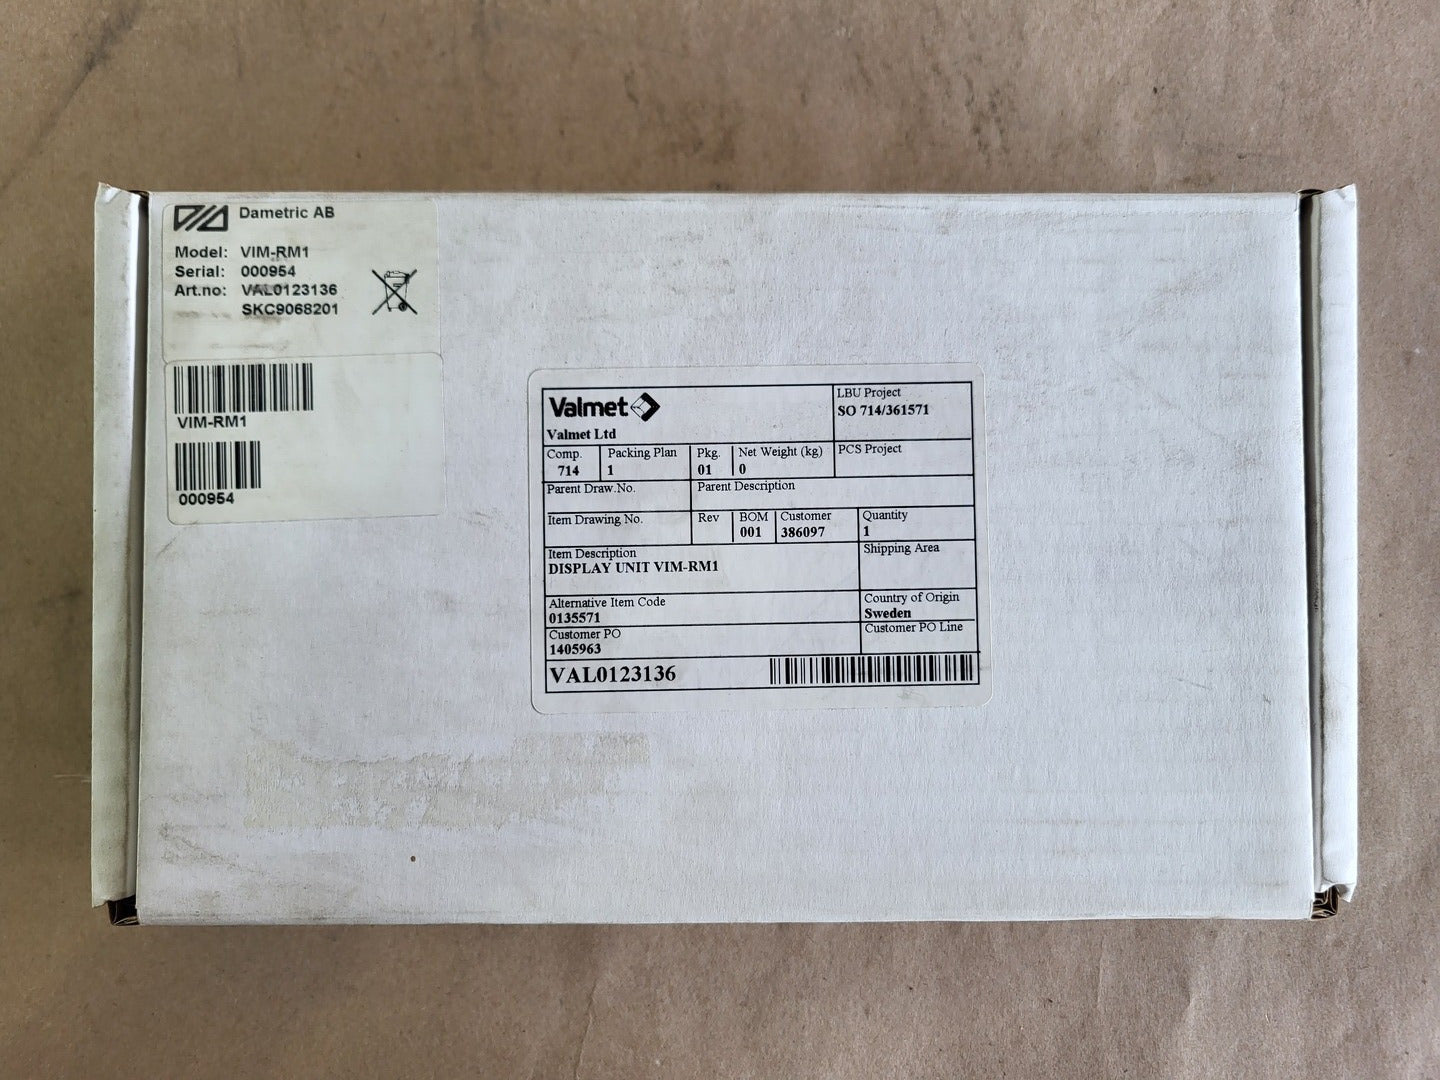 Dametric AB
Model: VIM-RM1
Serial: 000954
Art.no: VAL0123136
SKC9068201
VIM-RM1
000954
Valmet
Valmet Ltd
LBU Project
SO 714/361571
Comp. Packing Plan Pkg. Net Weight (kg) PCS Project
714 1 01 0
Parent Draw.No. Parent Description
Item Drawing No. Rev BOM Customer Quantity
001 386097 1
Item Description Shipping Area
DISPLAY UNIT VIM-RM1
Alternative Item Code Country of Origin
0135571 Sweden
Customer PO Customer PO Line
1405963
VAL0123136